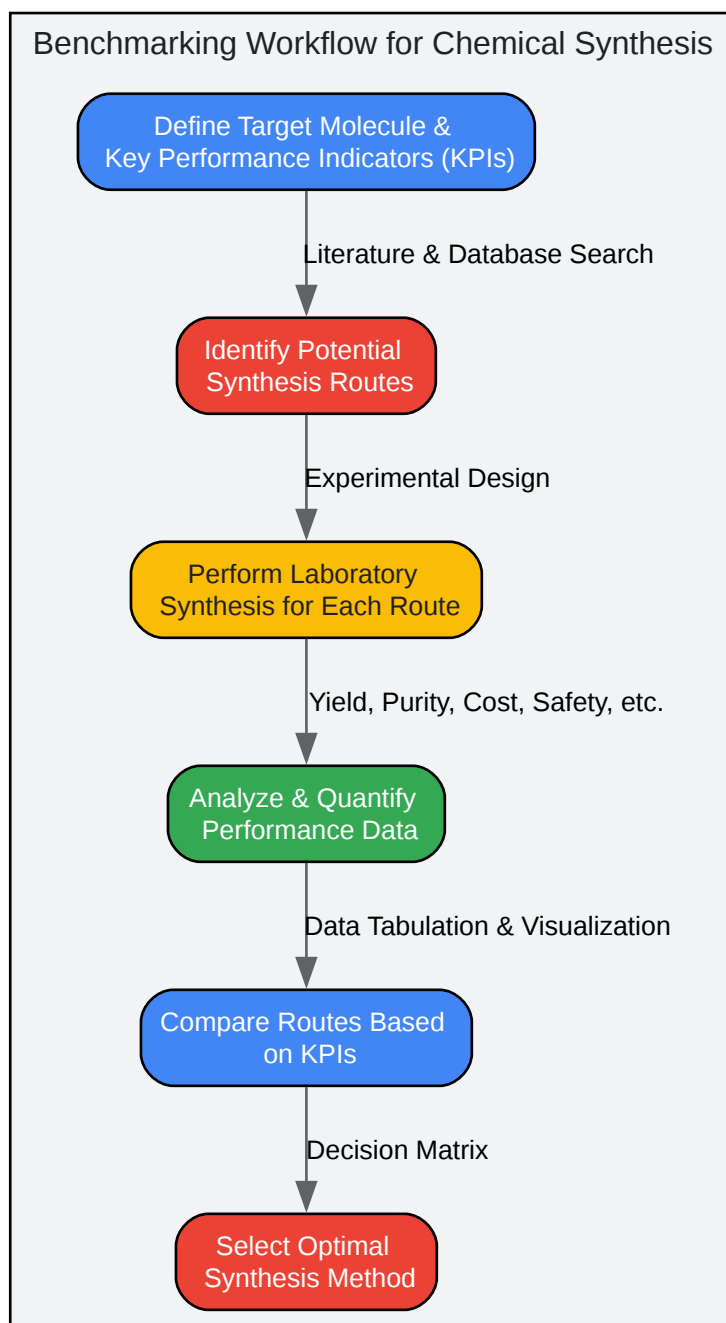 Benchmarking Workflow for Chemical Synthesis
Define Target Molecule &
Key Performance Indicators (KPIs)
Literature & Database Search
Identify Potential
Synthesis Routes
Experimental Design
Perform Laboratory
Synthesis for Each Route
Yield, Purity, Cost, Safety, etc.
Analyze & Quantify
Performance Data
Data Tabulation & Visualization
Compare Routes Based
on KPIs
Decision Matrix
Select Optimal
Synthesis Method